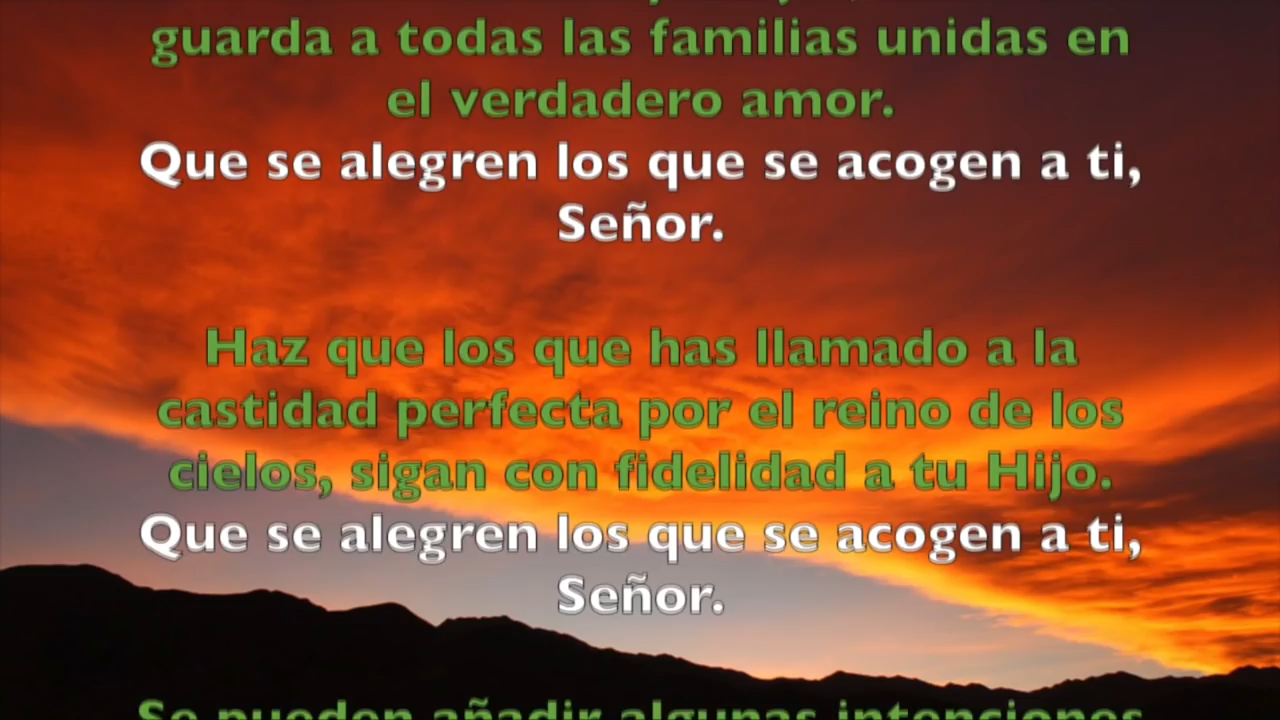 guarda a todas las familias unidas en
el verdadero amor.
Que se alegren los que se acogen a ti,
Señor.
Haz que los que has llamado a la
castidad perfecta por el reino de los
cielos, sigan con fidelidad a tu Hijo.
Que se alegren los que se acogen a ti,
Señor.
Se pueden añadir algunas intenciones